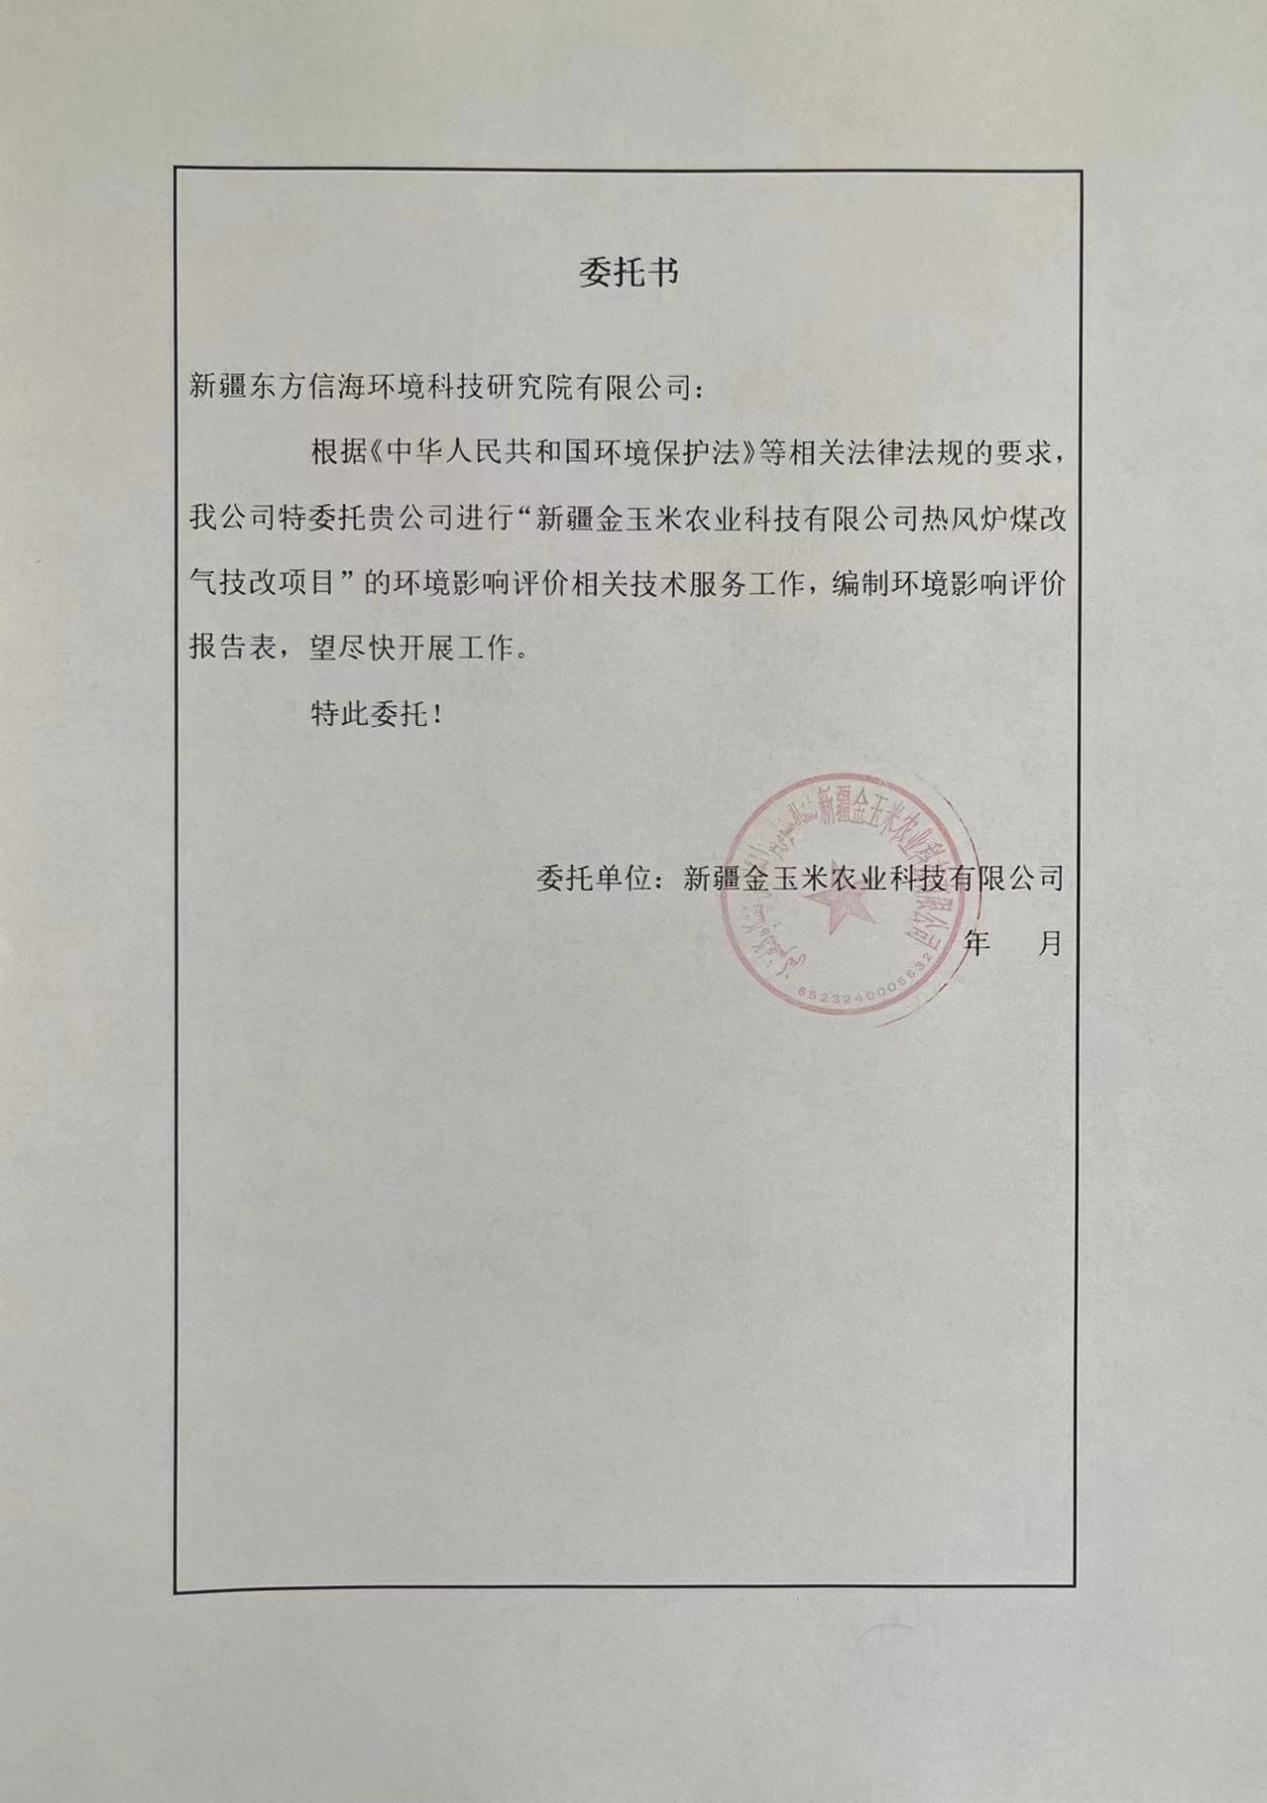 委托书
新疆东方信海环境科技研究院有限公司：
根据《中华人民共和国环境保护法》等相关法律法规的要求，
我公司特委托贵公司进行“新疆金玉米农业科技有限公司热风炉煤改
气技改项目”的环境影响评价相关技术服务工作，编制环境影响评价
报告表，望尽快开展工作。
特此委托！
新疆金玉米农业科技有限公司
委托单位：新疆金玉米农业科技有限公司
年 月
6523240005632